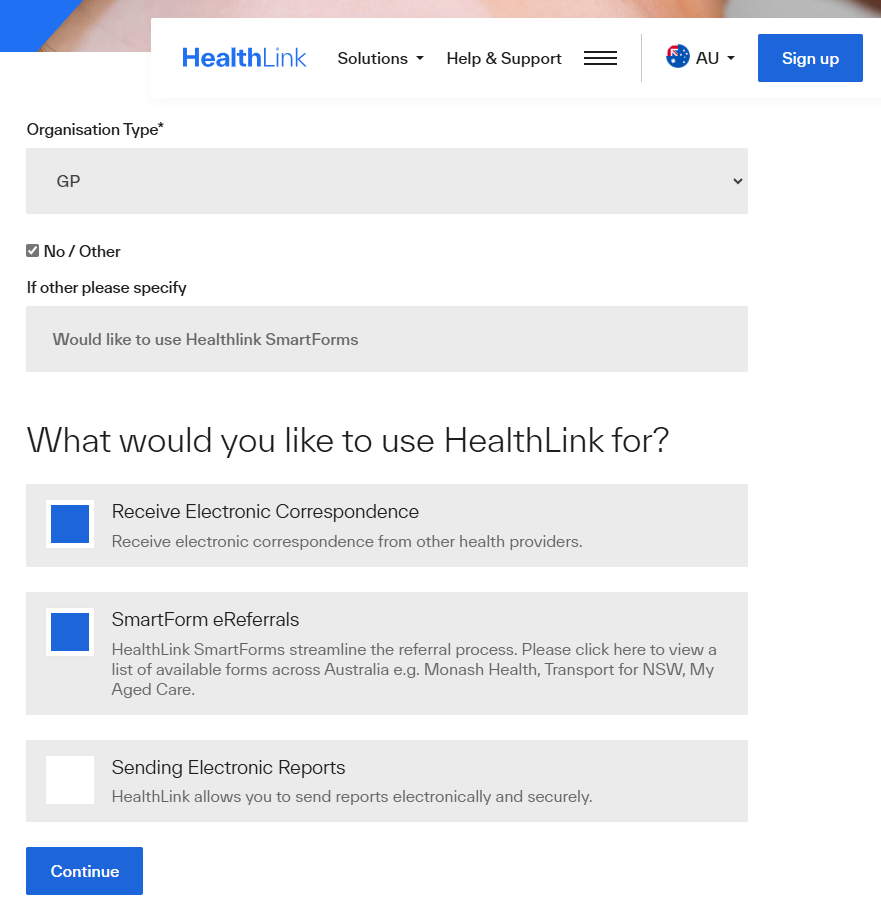 HealthLink
Solutions
Help & Support
AU
Sign up
Organisation Type*
GP
No / Other
If other please specify
Would like to use Healthlink SmartForms
What would you like to use HealthLink for?
Receive Electronic Correspondence
Receive electronic correspondence from other health providers.
SmartForm eReferrals
HealthLink SmartForms streamline the referral process. Please click here to view a
list of available forms across Australia e.g. Monash Health, Transport for NSW, My
Aged Care.
Sending Electronic Reports
HealthLink allows you to send reports electronically and securely.
Continue